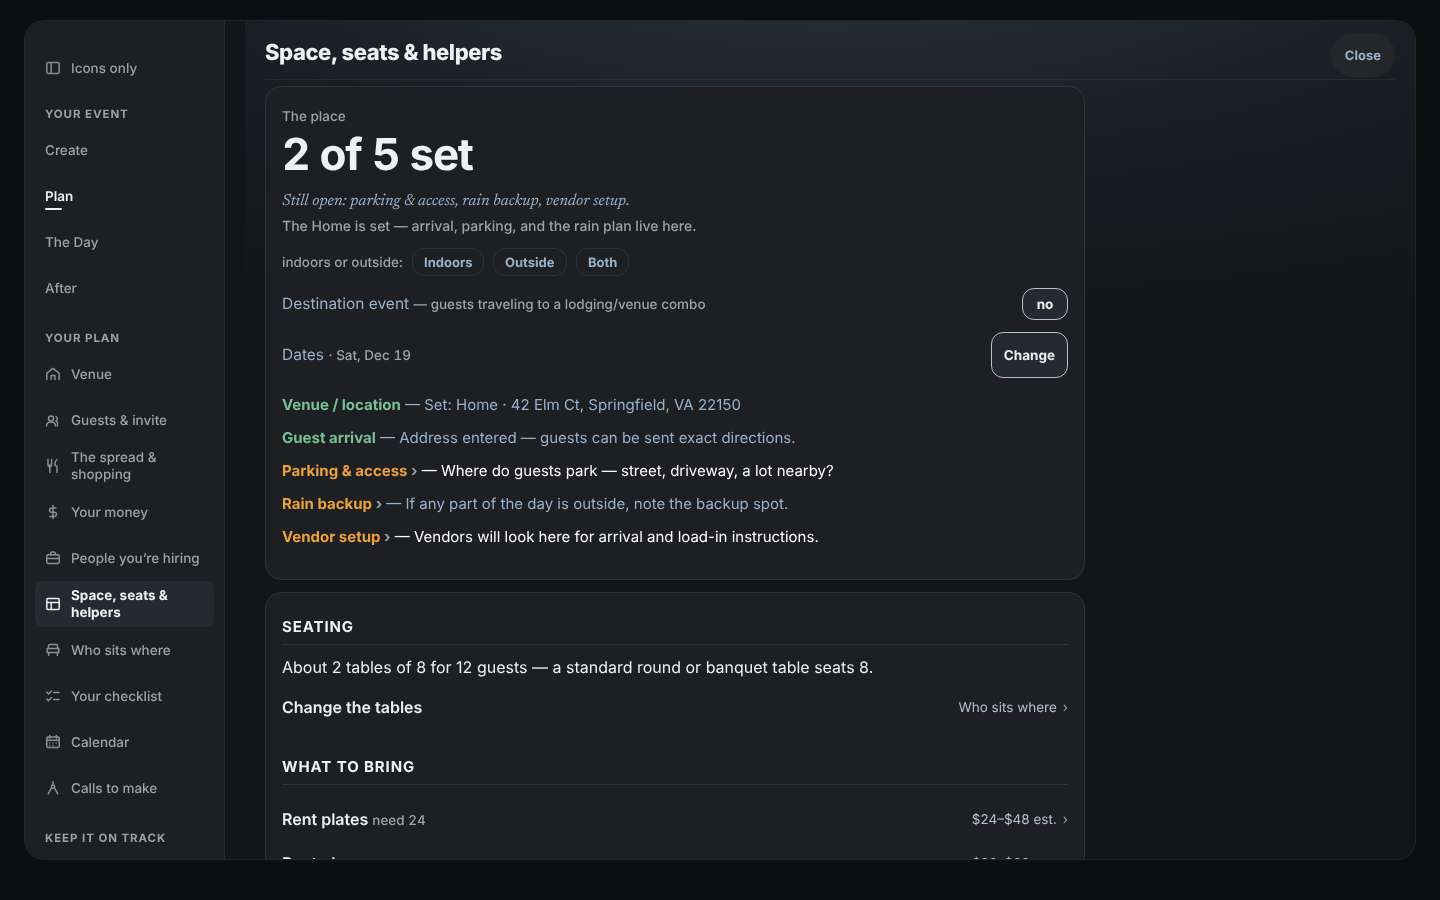 Icons only
YOUR EVENT
Create
Plan
The Day
After
YOUR PLAN
Venue
Guests & invite
The spread &
shopping
Your money
People you’re hiring
Space, seats &
helpers
Who sits where
Your checklist
Calendar
Calls to make
KEEP IT ON TRACK
Space, seats & helpers
Close
The place
2 of 5 set
Still open: parking & access, rain backup, vendor setup.
The Home is set — arrival, parking, and the rain plan live here.
indoors or outside: Indoors Outside Both
Destination event — guests traveling to a lodging/venue combo no
Dates · Sat, Dec 19 Change
Venue / location — Set: Home · 42 Elm Ct, Springfield, VA 22150
Guest arrival — Address entered — guests can be sent exact directions.
Parking & access › — Where do guests park — street, driveway, a lot nearby?
Rain backup › — If any part of the day is outside, note the backup spot.
Vendor setup › — Vendors will look here for arrival and load-in instructions.
SEATING
About 2 tables of 8 for 12 guests — a standard round or banquet table seats 8.
Change the tables Who sits where ›
WHAT TO BRING
Rent plates need 24 $24–$48 est. ›